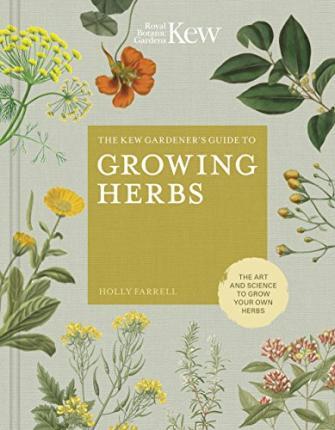 Royal
Botanic
Gardens
Kew
THE KEW GARDENER'S GUIDE TO
GROWING
HERBS
HOLLY FARRELL
THE ART
AND SCIENCE
TO GROW
YOUR OWN
HERBS